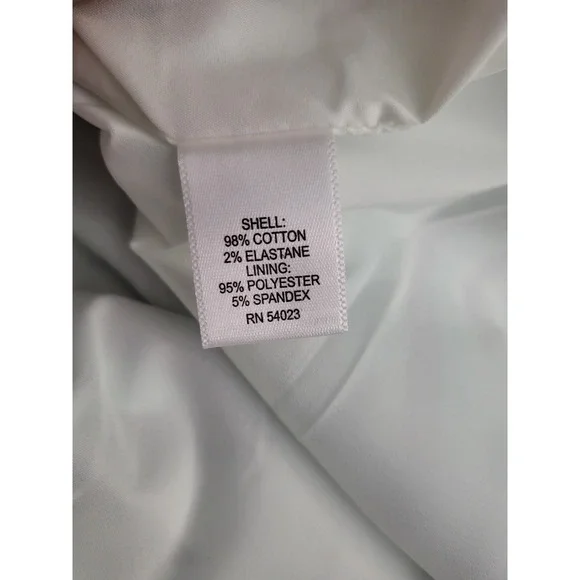 SHELL:
98% COTTON
2% ELASTANE
LINING:
95% POLYESTER
5% SPANDEX
RN 54023